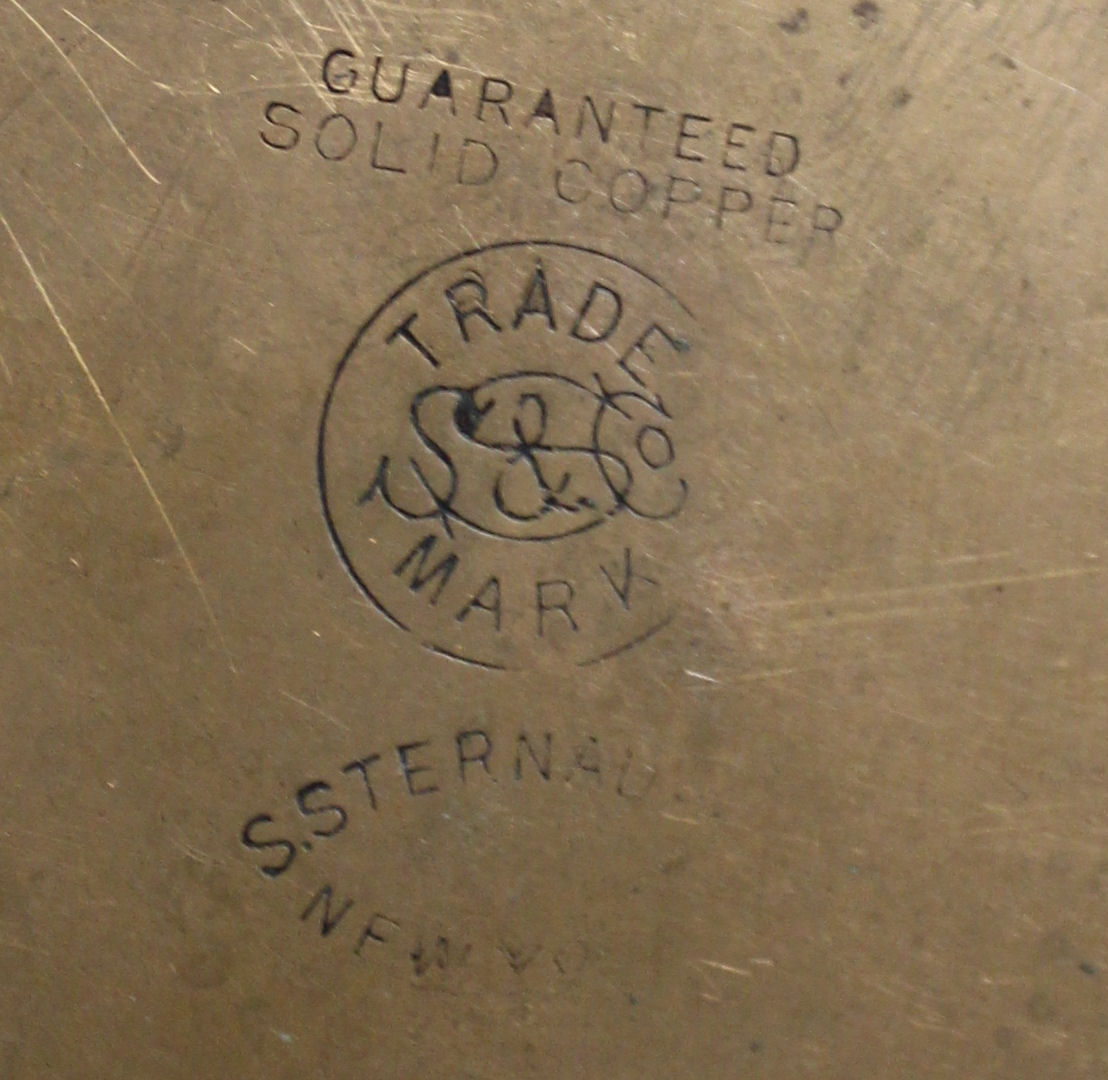 GUARANTEED
SOLID COPPER
TRADE
S S & Co
MARK
S. STERNAU
NEW YO